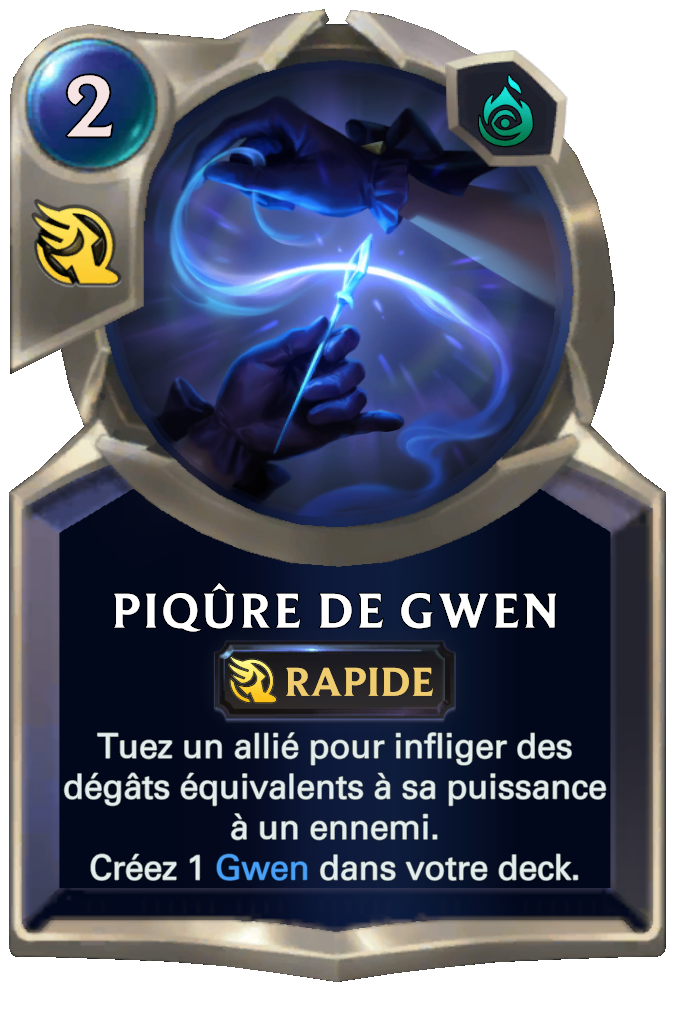 2
PIQÛRE DE GWEN
RAPIDE
Tuez un allié pour infliger des
dégâts équivalents à sa puissance
à un ennemi.
Créez 1 Gwen dans votre deck.